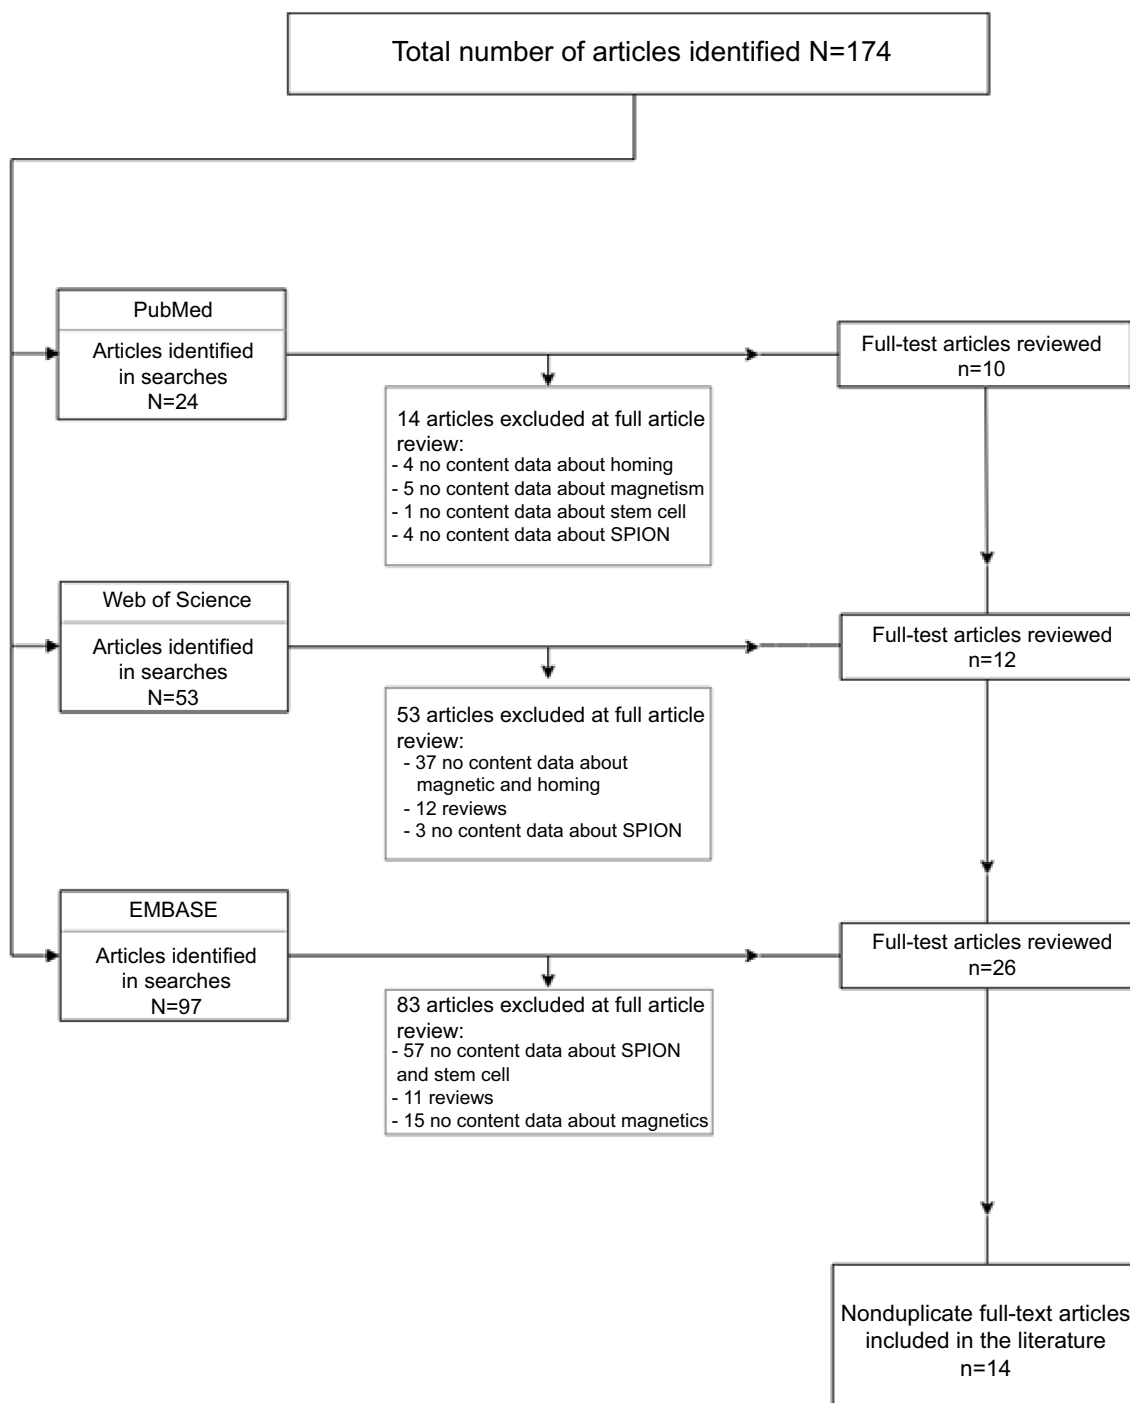 Total number of articles identified N=174
PubMed
Articles identified
in searches
N=24
14 articles excluded at full article
review:
- 4 no content data about homing
- 5 no content data about magnetism
- 1 no content data about stem cell
- 4 no content data about SPION
Full-test articles reviewed
n=10
Web of Science
Articles identified
in searches
N=53
53 articles excluded at full article
review:
- 37 no content data about
magnetic and homing
- 12 reviews
- 3 no content data about SPION
Full-test articles reviewed
n=12
EMBASE
Articles identified
in searches
N=97
83 articles excluded at full article
review:
- 57 no content data about SPION
and stem cell
- 11 reviews
- 15 no content data about magnetics
Full-test articles reviewed
n=26
Nonduplicate full-text articles
included in the literature
n=14